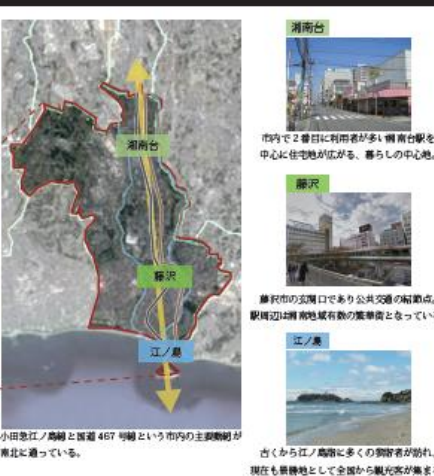 湘南台
藤沢
江ノ島
小田急江ノ島線と国道 467 号線という市内の主要動線が
南北に通っている。
湘南台
市内で 2 番目に利用者が多い湘南台駅を
中心に住宅地が広がる、暮らしの中心地。
藤沢
藤沢市の玄関口であり公共交通の結節点。
駅周辺は湘南地域有数の繁華街となってい
江ノ島
古くから江ノ島詣に多くの参詣者が訪れ、
現在も景勝地として全国から観光客が集ま